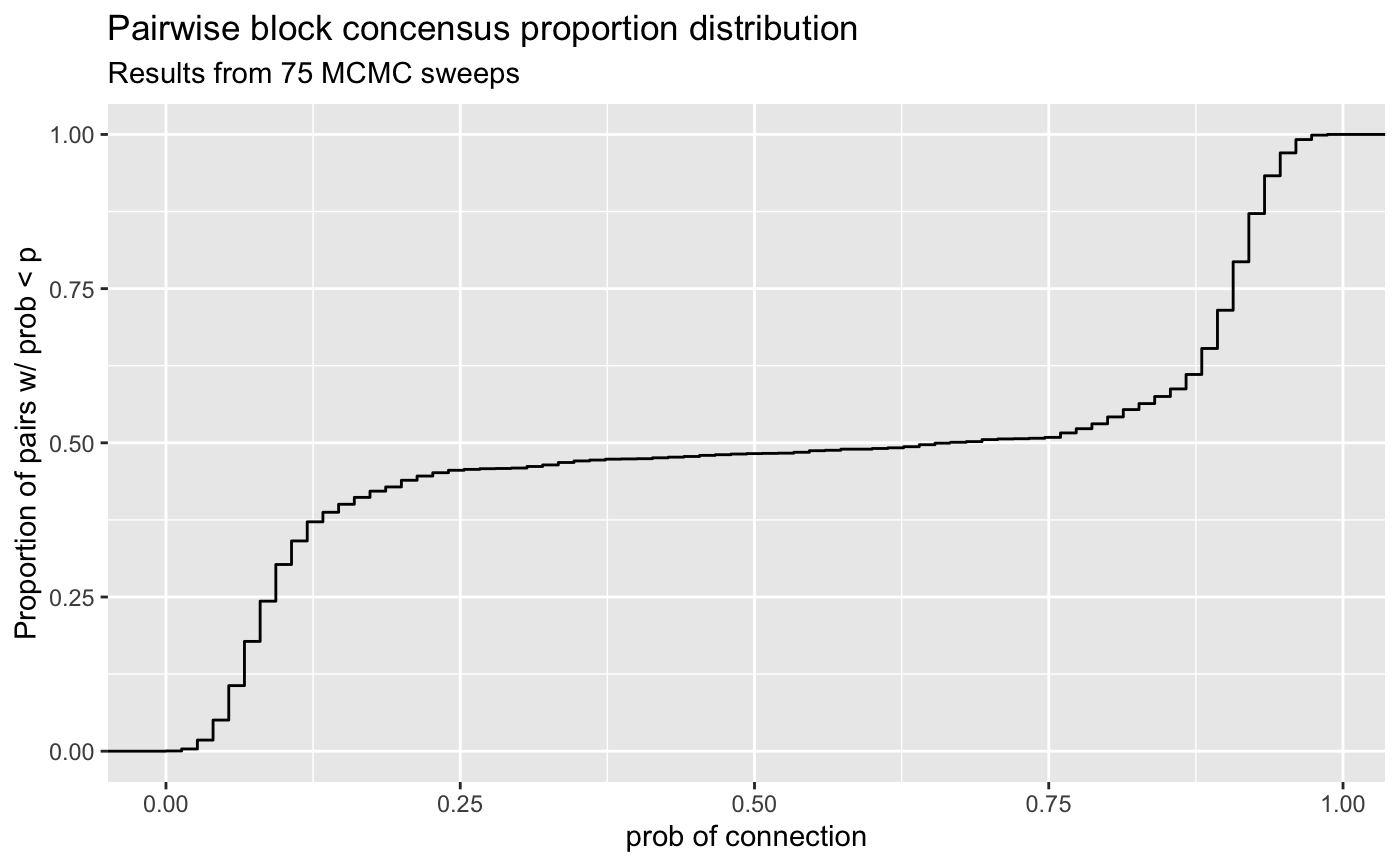 Pairwise block concensus proportion distribution
Results from 75 MCMC sweeps
Proportion of pairs w/ prob < p
1.00
0.75
0.50
0.25
0.00
0.00 0.25 0.50 0.75 1.00
prob of connection